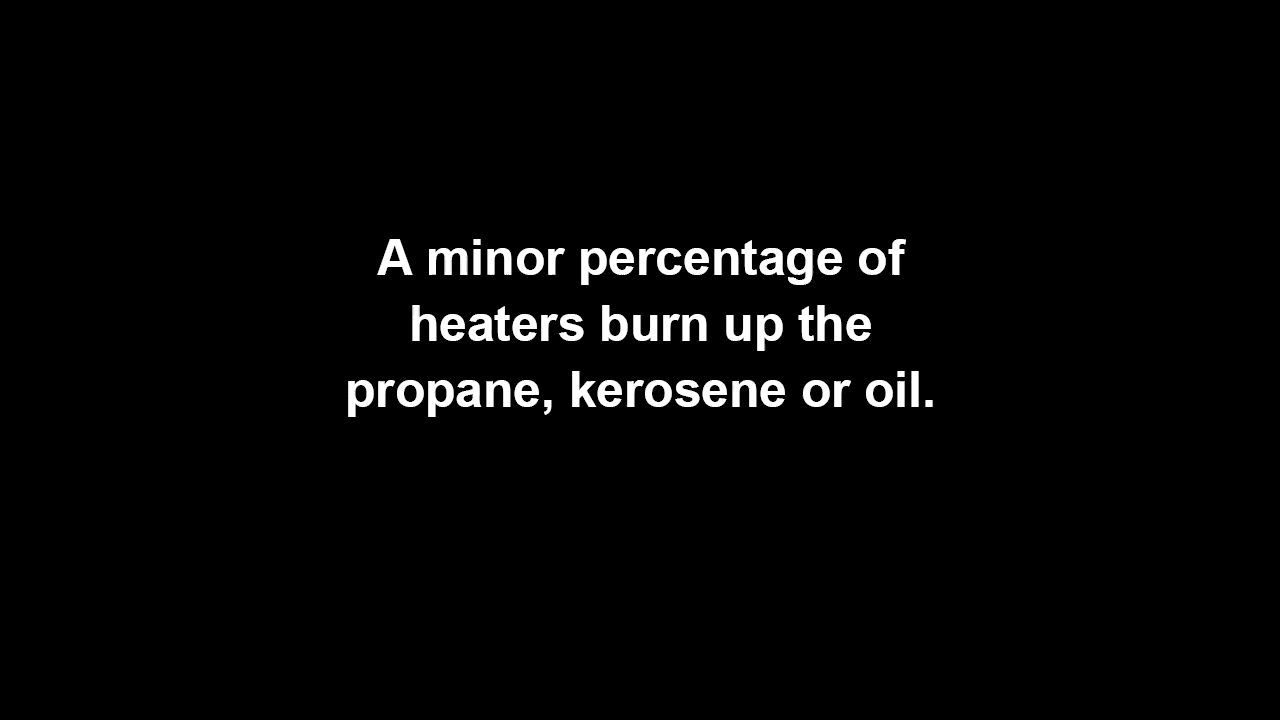 A minor percentage of
heaters burn up the
propane, kerosene or oil.